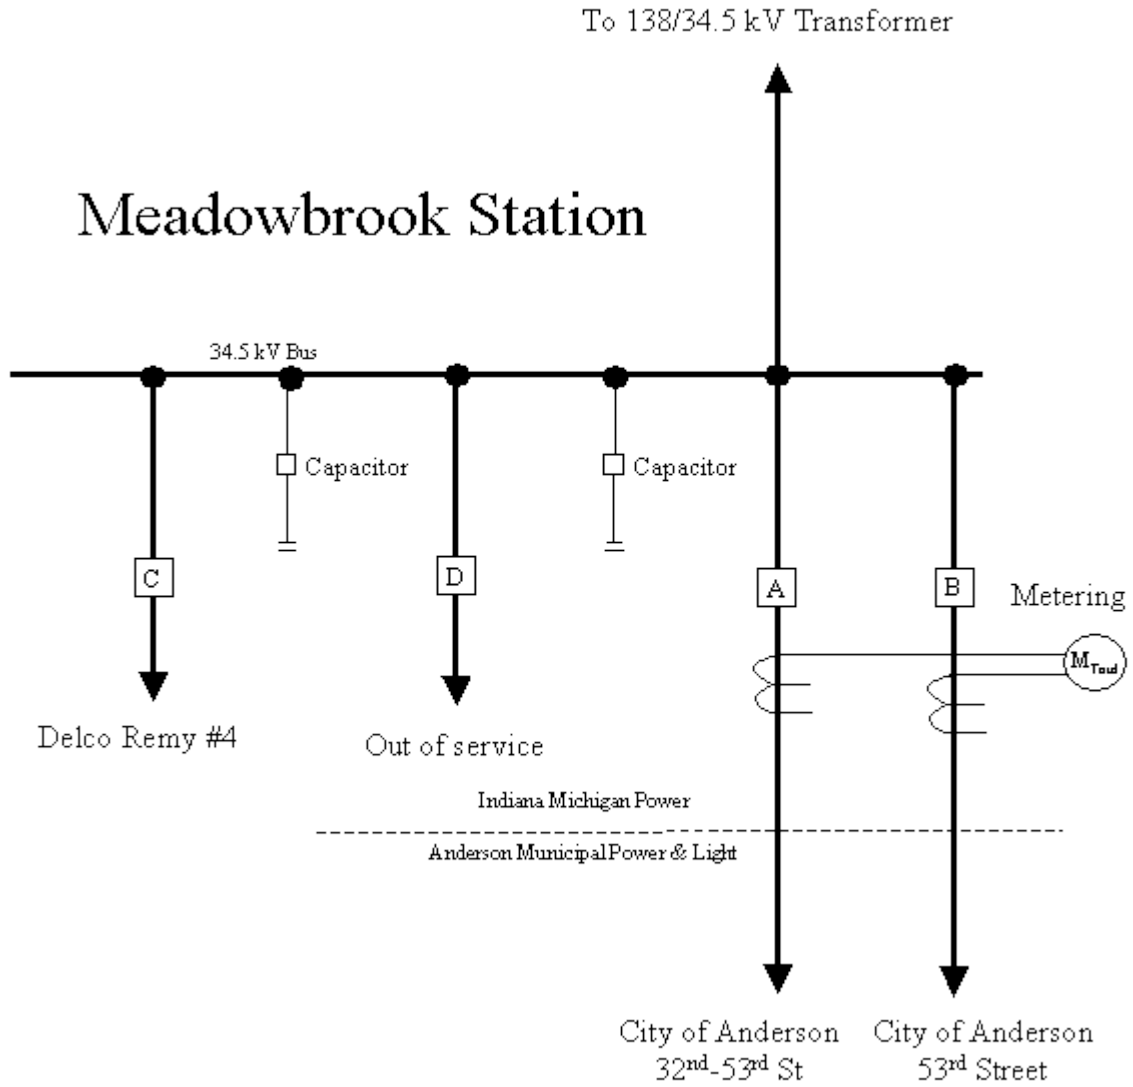 To 138/34.5 kV Transformer
Meadowbrook Station
34.5 kV Bus
Capacitor
Capacitor
C
D
A
B
Metering
M Total
Delco Remy #4
Out of service
Indiana Michigan Power
Anderson Municipal Power & Light
City of Anderson
32nd-53rd St
City of Anderson
53rd Street